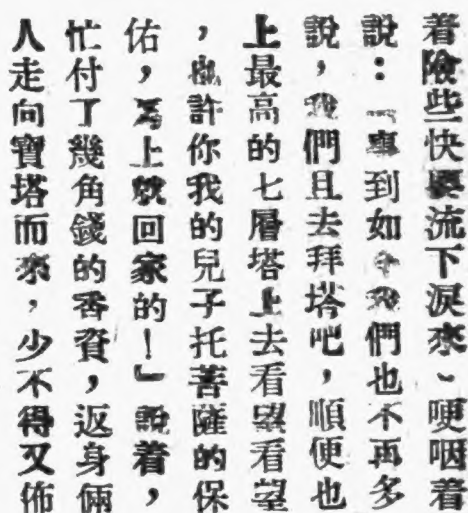 着險些快要流下淚來、哽咽着
說：「事到如今我們也不再多
說，我們且去拜塔吧，順便也
上最高的七層塔上去看望看望
，也許你我的兒子托菩薩的保
佑，馬上就回家的！」說着，
忙付了幾角錢的香資，返身倆
人走向寶塔而來，少不得又佈